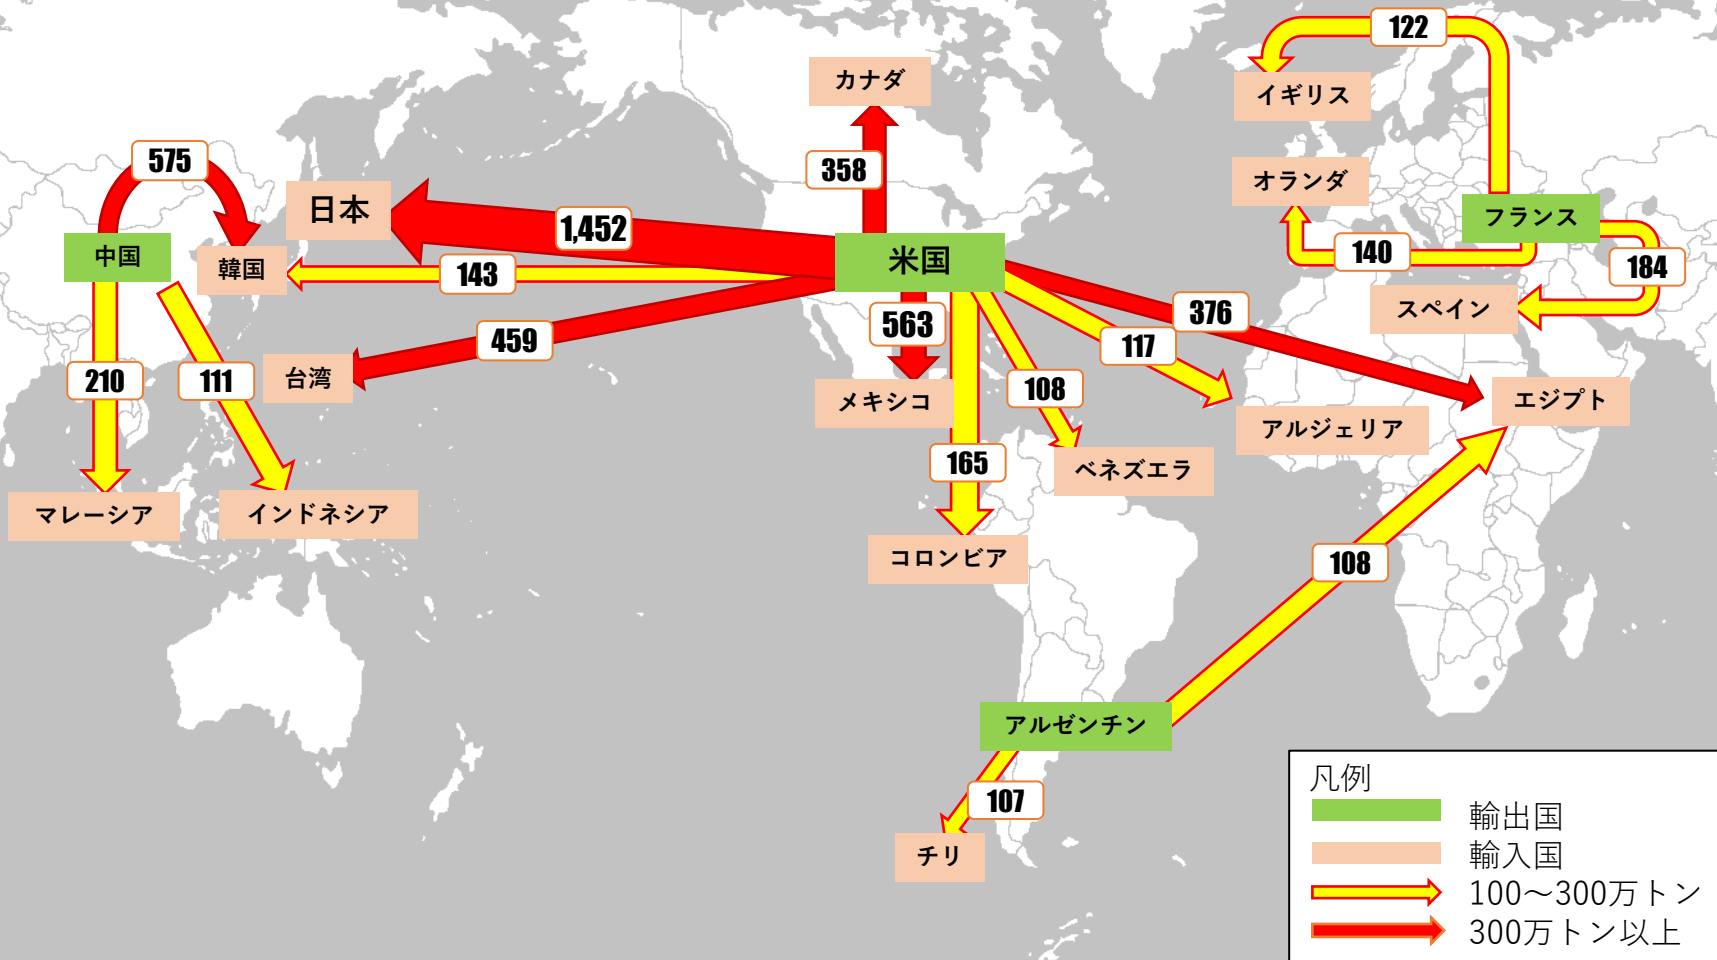 122
カナダ
イギリス
575
358
オランダ
日本
1,452
フランス
中国
韓国
143
米国
140
184
スペイン
376
563
117
459
210
111
台湾
108
メキシコ
エジプト
アルジェリア
165
ベネズエラ
マレーシア
インドネシア
コロンビア
108
アルゼンチン
107
チリ
凡例
輸出国
輸入国
100～300万トン
300万トン以上